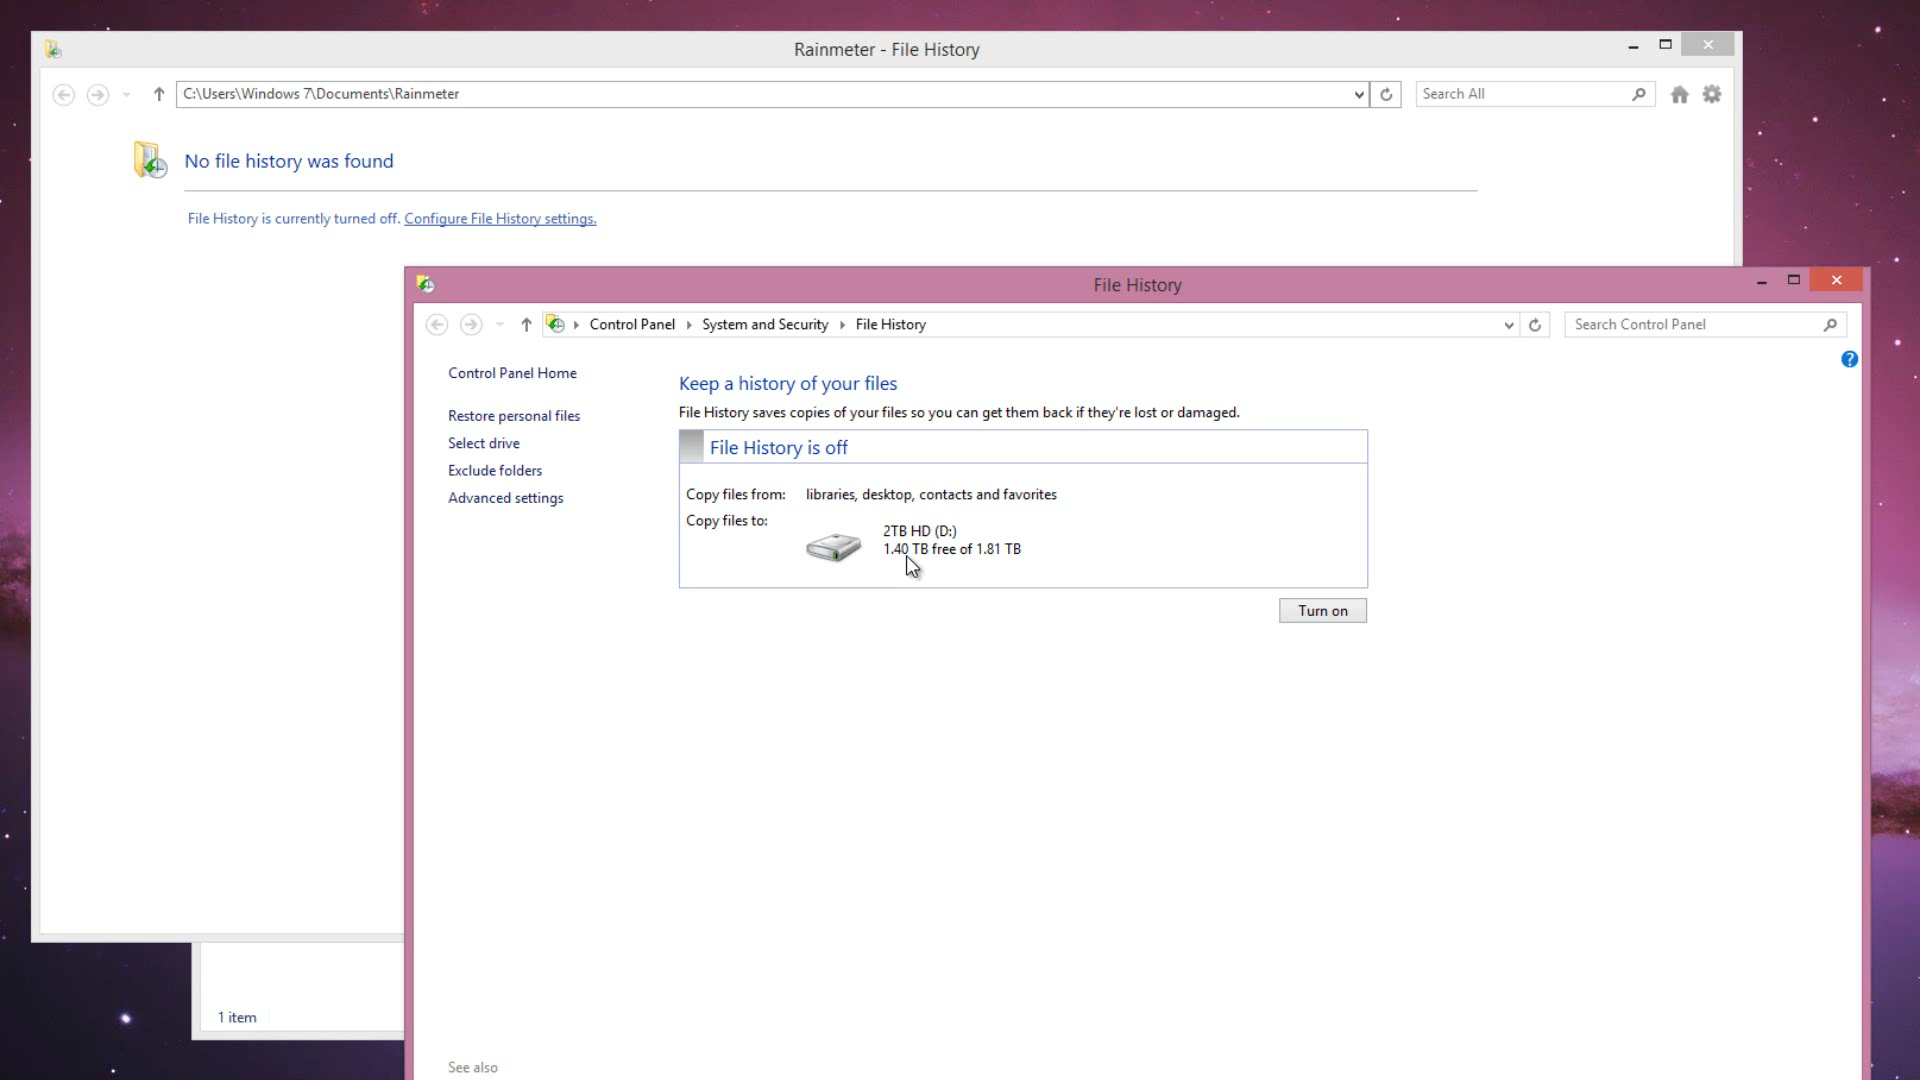 Rainmeter - File History
C:\Users\Windows 7\Documents\Rainmeter
Search All
No file history was found
File History is currently turned off. Configure File History settings.
File History
Control Panel
System and Security
File History
Search Control Panel
Control Panel Home
Restore personal files
Select drive
Exclude folders
Advanced settings
Keep a history of your files
File History saves copies of your files so you can get them back if they're lost or damaged.
File History is off
Copy files from: libraries, desktop, contacts and favorites
Copy files to:
2TB HD (D:)
1.40 TB free of 1.81 TB
Turn on
1 item
See also